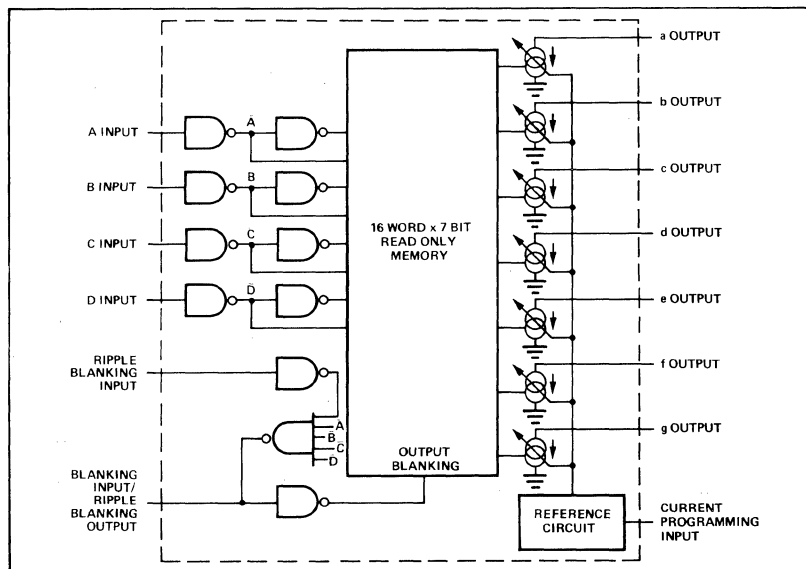 a OUTPUT
b OUTPUT
c OUTPUT
d OUTPUT
e OUTPUT
f OUTPUT
g OUTPUT
A INPUT
B INPUT
C INPUT
D INPUT
RIPPLE
BLANKING
INPUT
BLANKING
INPUT/
RIPPLE
BLANKING
OUTPUT
A
B
C
D̄
Ā
B̄
C̄
D̄
16 WORD x 7 BIT
READ ONLY
MEMORY
OUTPUT
BLANKING
REFERENCE
CIRCUIT
CURRENT
PROGRAMMING
INPUT